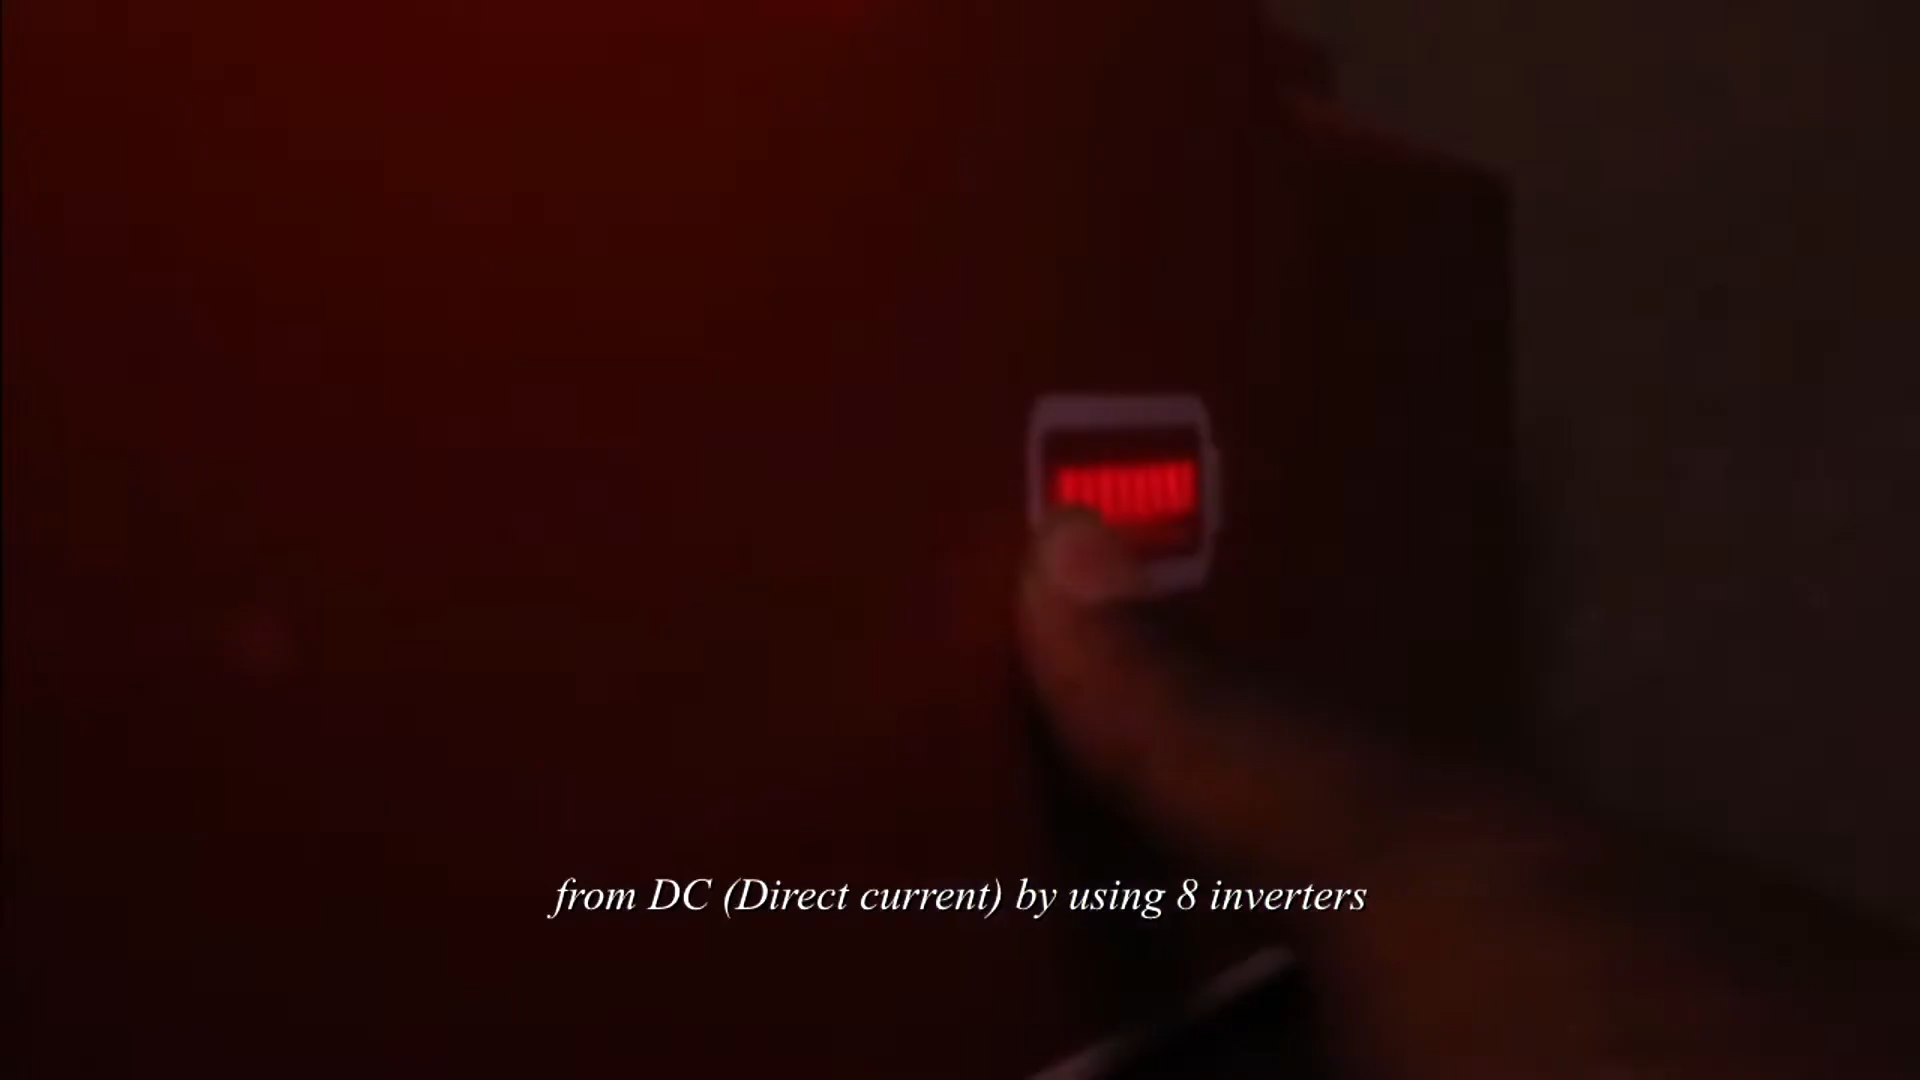 from DC (Direct current) by using 8 inverters